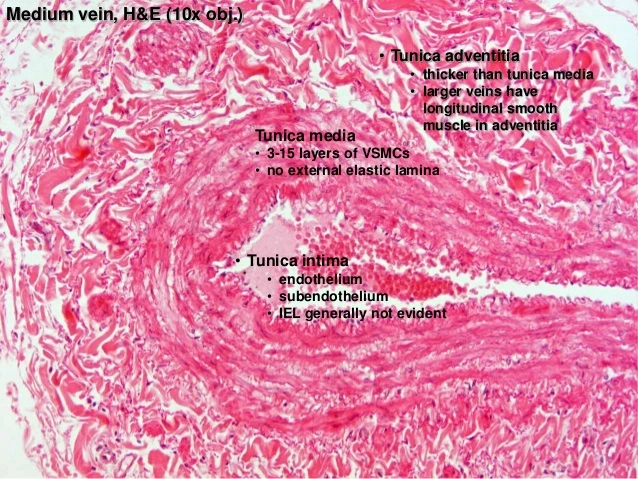 Medium vein, H&E (10x obj.)
• Tunica adventitia
• thicker than tunica media
• larger veins have
longitudinal smooth
muscle in adventitia
Tunica media
• 3-15 layers of VSMCs
• no external elastic lamina
• Tunica intima
• endothelium
• subendothelium
• IEL generally not evident